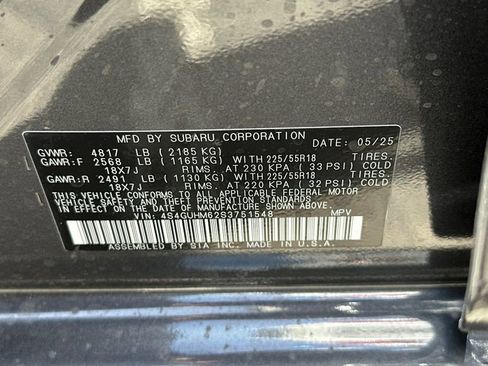 MFD BY SUBARU CORPORATION DATE: 05/25
GVWR: 4817 LB (2185 KG)
GAWR:F 2568 LB (1165 KG) WITH 225/55R18 TIRES.
18X7J RIMS. AT 230 KPA (33 PSI) COLD
GAWR:R 2491 LB (1130 KG) WITH 225/55R18 TIRES.
18X7J RIMS. AT 220 KPA (32 PSI) COLD
THIS VEHICLE CONFORMS TO ALL APPLICABLE FEDERAL MOTOR
VEHICLE SAFETY, BUMPER, AND THEFT PREVENTION STANDARDS
IN EFFECT ON THE DATE OF MANUFACTURE SHOWN ABOVE.
VIN: 4S4GUHM62S3751548 MPV
ASSEMBLED BY SIA INC. MADE IN U.S.A.